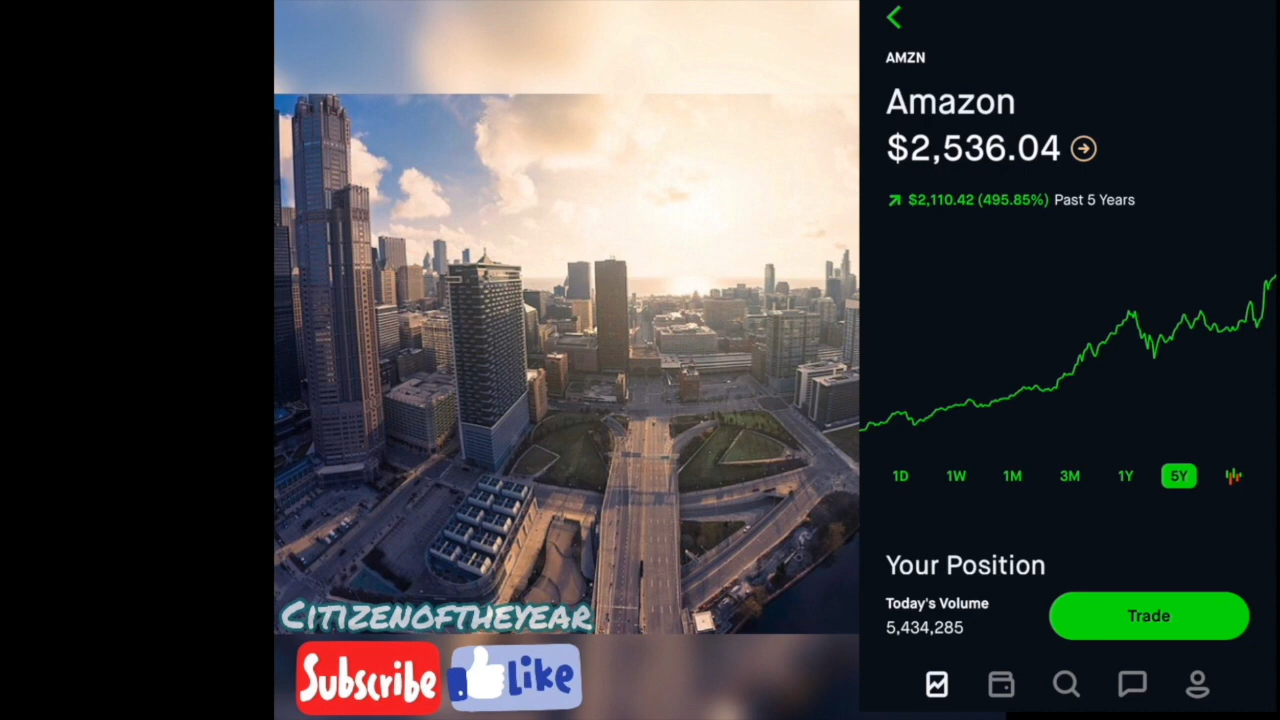 AMZN
Amazon
$2,536.04
$2,110.42 (495.85%) Past 5 Years
1D 1W 1M 3M 1Y 5Y
Your Position
Today's Volume
5,434,285
Trade
CITIZENOFTHEYEAR
Subscribe Like